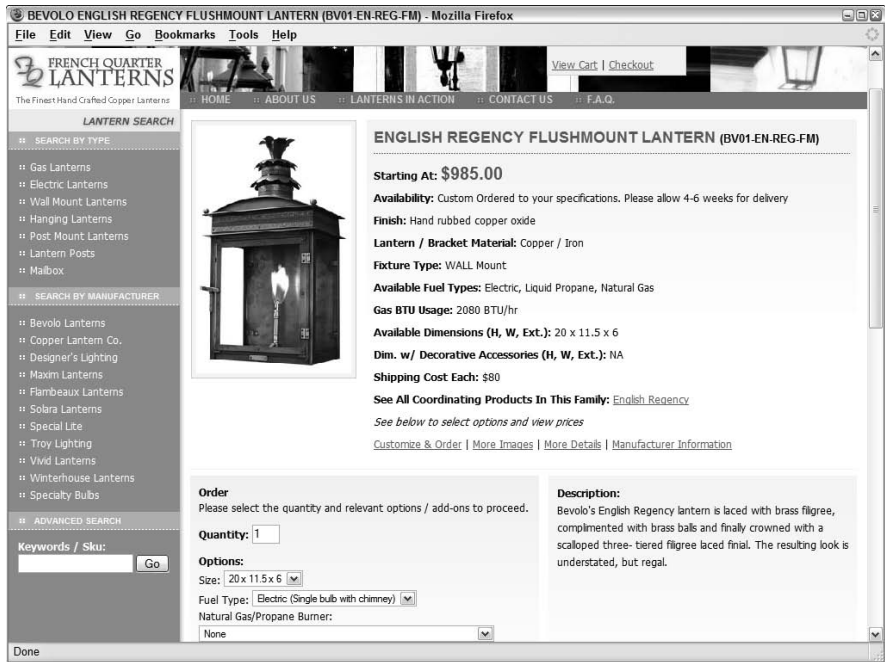 BEVOLO ENGLISH REGENCY FLUSHMOUNT LANTERN (BV01-EN-REG-FM) - Mozilla Firefox
File Edit View Go Bookmarks Tools Help
FRENCH QUARTER
LANTERNS
The Finest Hand Crafted Copper Lanterns
View Cart | Checkout
:: HOME :: ABOUT US :: LANTERNS IN ACTION :: CONTACT US :: F.A.Q.
LANTERN SEARCH
:: SEARCH BY TYPE
:: Gas Lanterns
:: Electric Lanterns
:: Wall Mount Lanterns
:: Hanging Lanterns
:: Post Mount Lanterns
:: Lantern Posts
:: Mailbox
:: SEARCH BY MANUFACTURER
:: Bevolo Lanterns
:: Copper Lantern Co.
:: Designer's Lighting
:: Maxim Lanterns
:: Flambeaux Lanterns
:: Solara Lanterns
:: Special Lite
:: Troy Lighting
:: Vivid Lanterns
:: Winterhouse Lanterns
:: Specialty Bulbs
:: ADVANCED SEARCH
Keywords / Sku:
Go
ENGLISH REGENCY FLUSHMOUNT LANTERN (BV01-EN-REG-FM)
Starting At: $985.00
Availability: Custom Ordered to your specifications. Please allow 4-6 weeks for delivery
Finish: Hand rubbed copper oxide
Lantern / Bracket Material: Copper / Iron
Fixture Type: WALL Mount
Available Fuel Types: Electric, Liquid Propane, Natural Gas
Gas BTU Usage: 2080 BTU/hr
Available Dimensions (H, W, Ext.): 20 x 11.5 x 6
Dim. w/ Decorative Accessories (H, W, Ext.): NA
Shipping Cost Each: $80
See All Coordinating Products In This Family: English Regency
See below to select options and view prices
Customize & Order | More Images | More Details | Manufacturer Information
Order
Please select the quantity and relevant options / add-ons to proceed.
Quantity: 1
Options:
Size: 20 x 11.5 x 6
Fuel Type: Electric (Single bulb with chimney)
Natural Gas/Propane Burner:
None
Description:
Bevolo's English Regency lantern is laced with brass filigree,
complimented with brass balls and finally crowned with a
scalloped three- tiered filigree laced finial. The resulting look is
understated, but regal.
Done